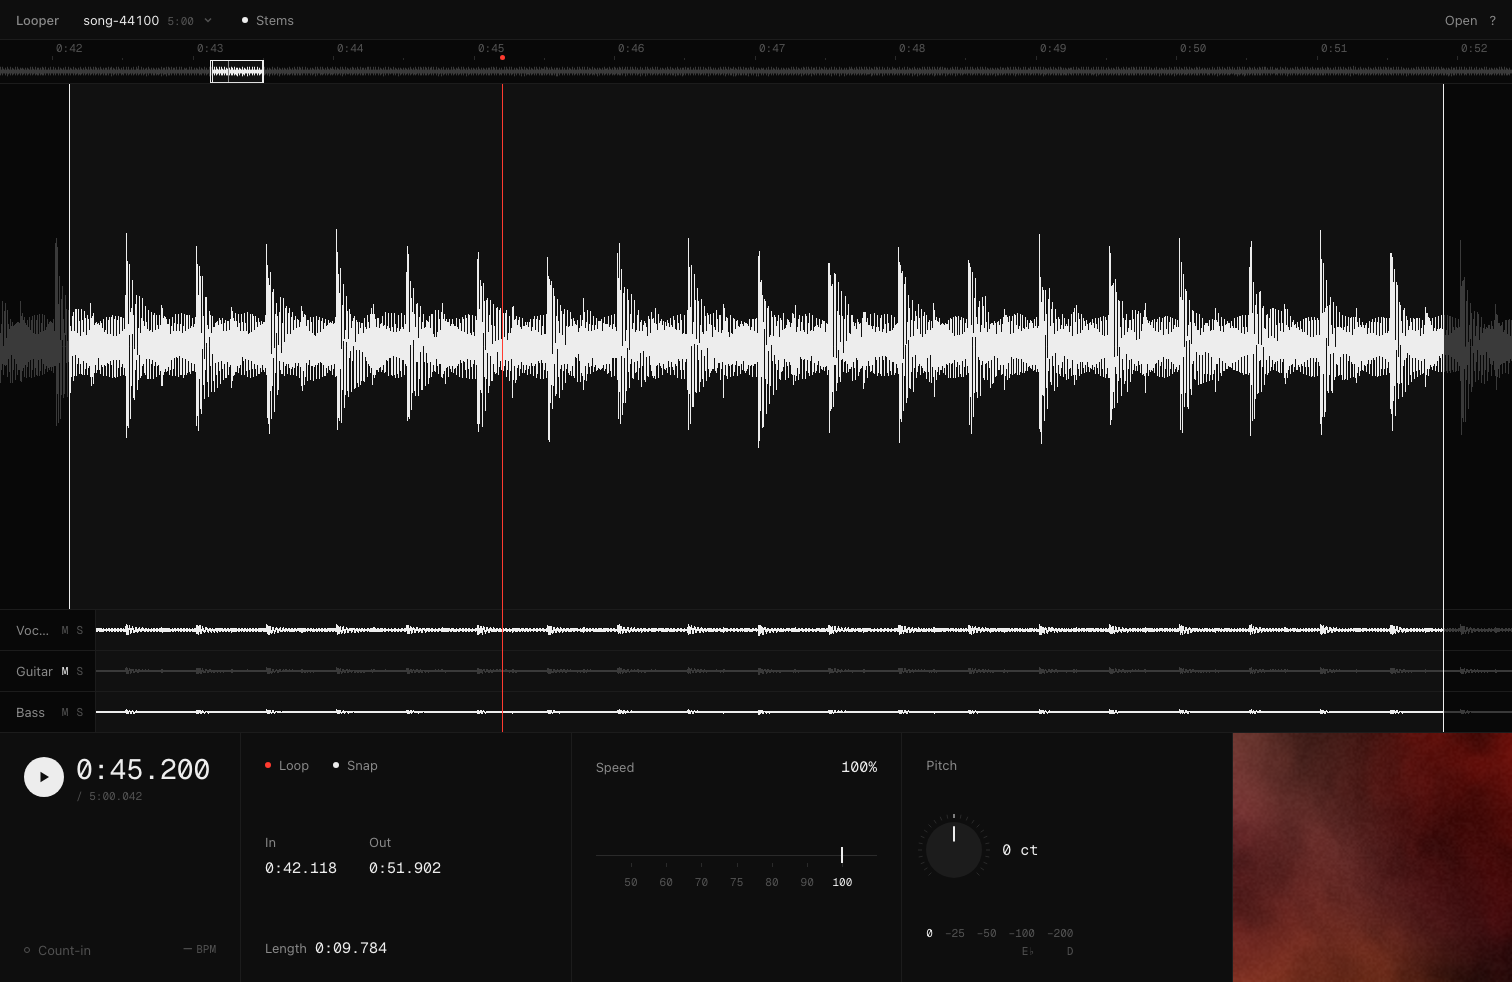 Looper song-44100 5:00 Stems Open ?
0:42 0:43 0:44 0:45 0:46 0:47 0:48 0:49 0:50 0:51 0:52
Voc... M S
Guitar M S
Bass M S
0:45.200
/ 5:00.042
Count-in — BPM
Loop Snap
In Out
0:42.118 0:51.902
Length 0:09.784
Speed 100%
50 60 70 75 80 90 100
Pitch
0 ct
0 -25 -50 -100 -200
E♭ D